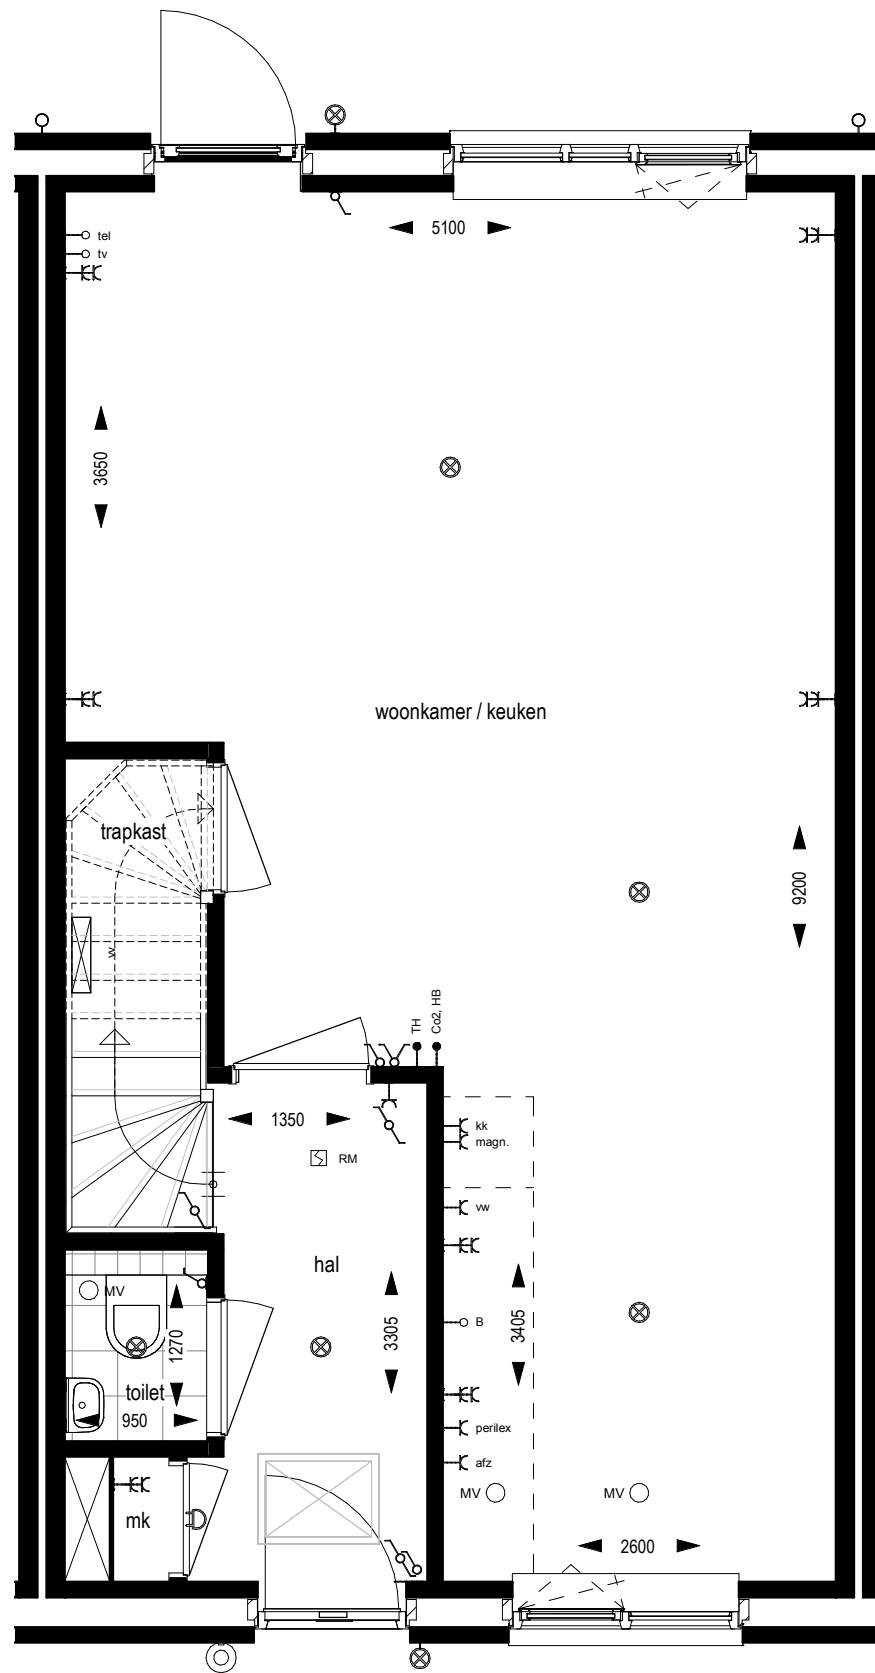 5100
tel
tv
3650
woonkamer / keuken
trapkast
9200
w
TH
Co2, HB
1350
kk
magn.
RM
vw
hal
MV
1270
3305
3405
B
toilet
950
perilex
afz
MV
MV
mk
2600